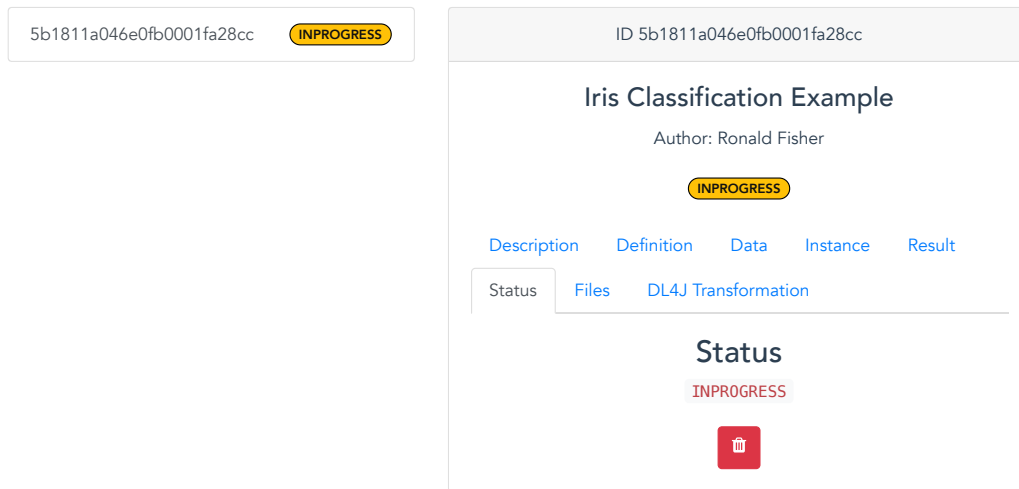 5b1811a046e0fb0001fa28cc INPROGRESS
ID 5b1811a046e0fb0001fa28cc
Iris Classification Example
Author: Ronald Fisher
INPROGRESS
Description Definition Data Instance Result
Status Files DL4J Transformation
Status
INPROGRESS